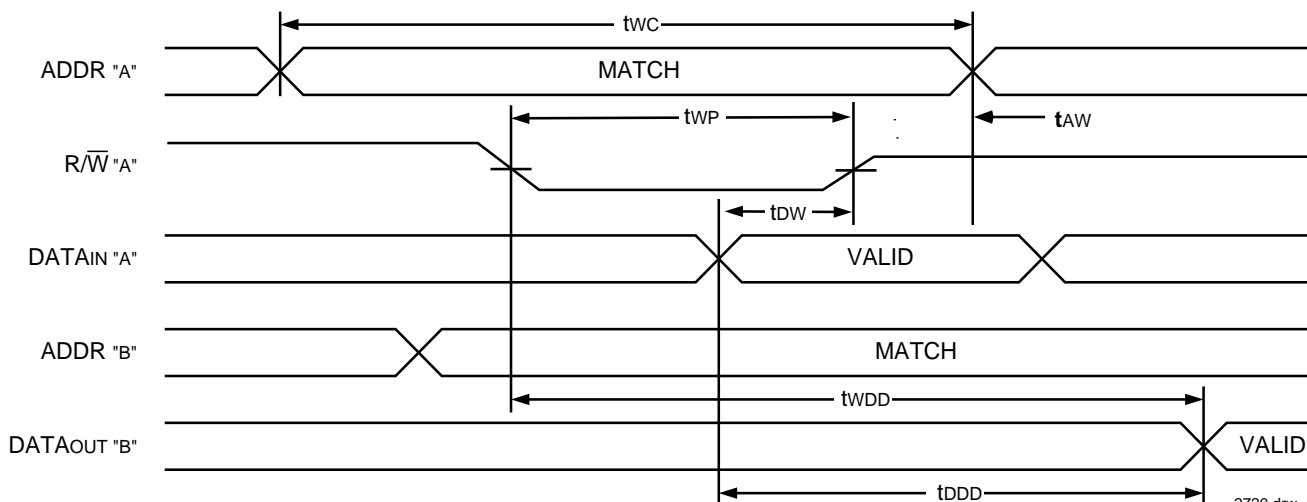 tWC
ADDR "A"
MATCH
tWP
tAW
R/W̅ "A"
tDW
DATAIN "A"
VALID
ADDR "B"
MATCH
tWDD
DATAOUT "B"
VALID
tDDD